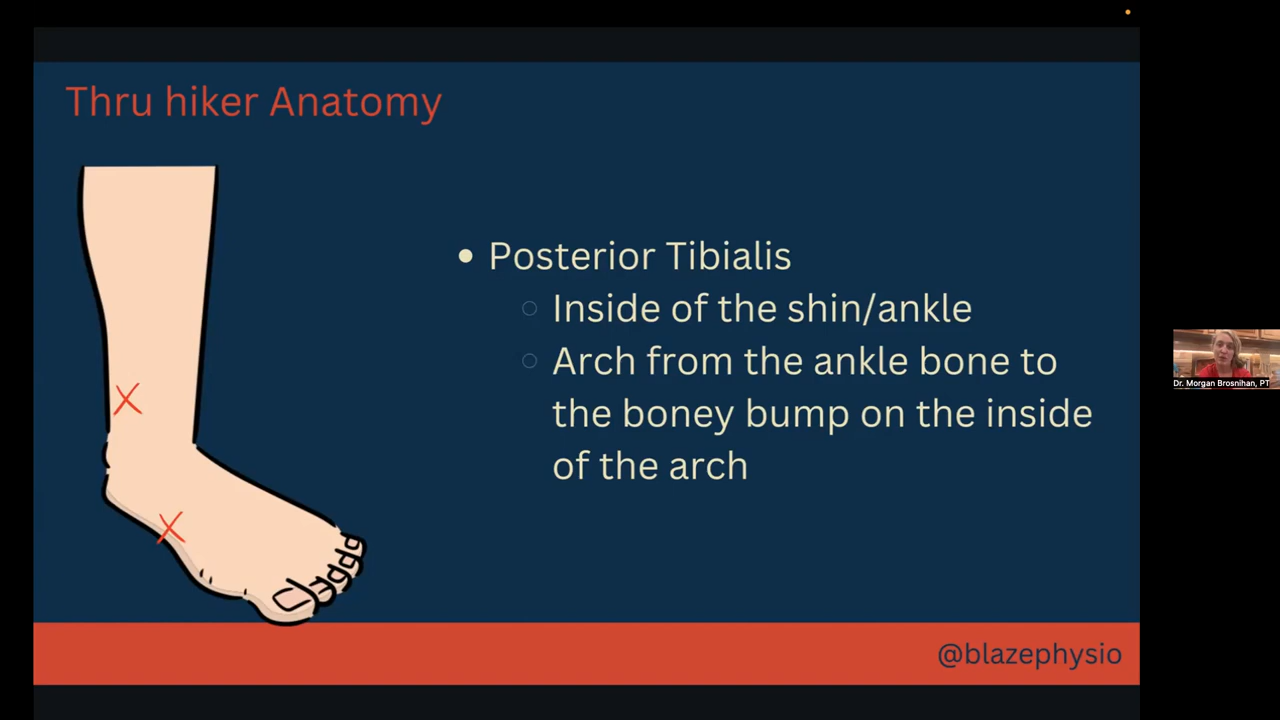 Thru hiker Anatomy
Posterior Tibialis
Inside of the shin/ankle
Arch from the ankle bone to
the boney bump on the inside
of the arch
Dr. Morgan Brosnihan, PT
@blazephysio